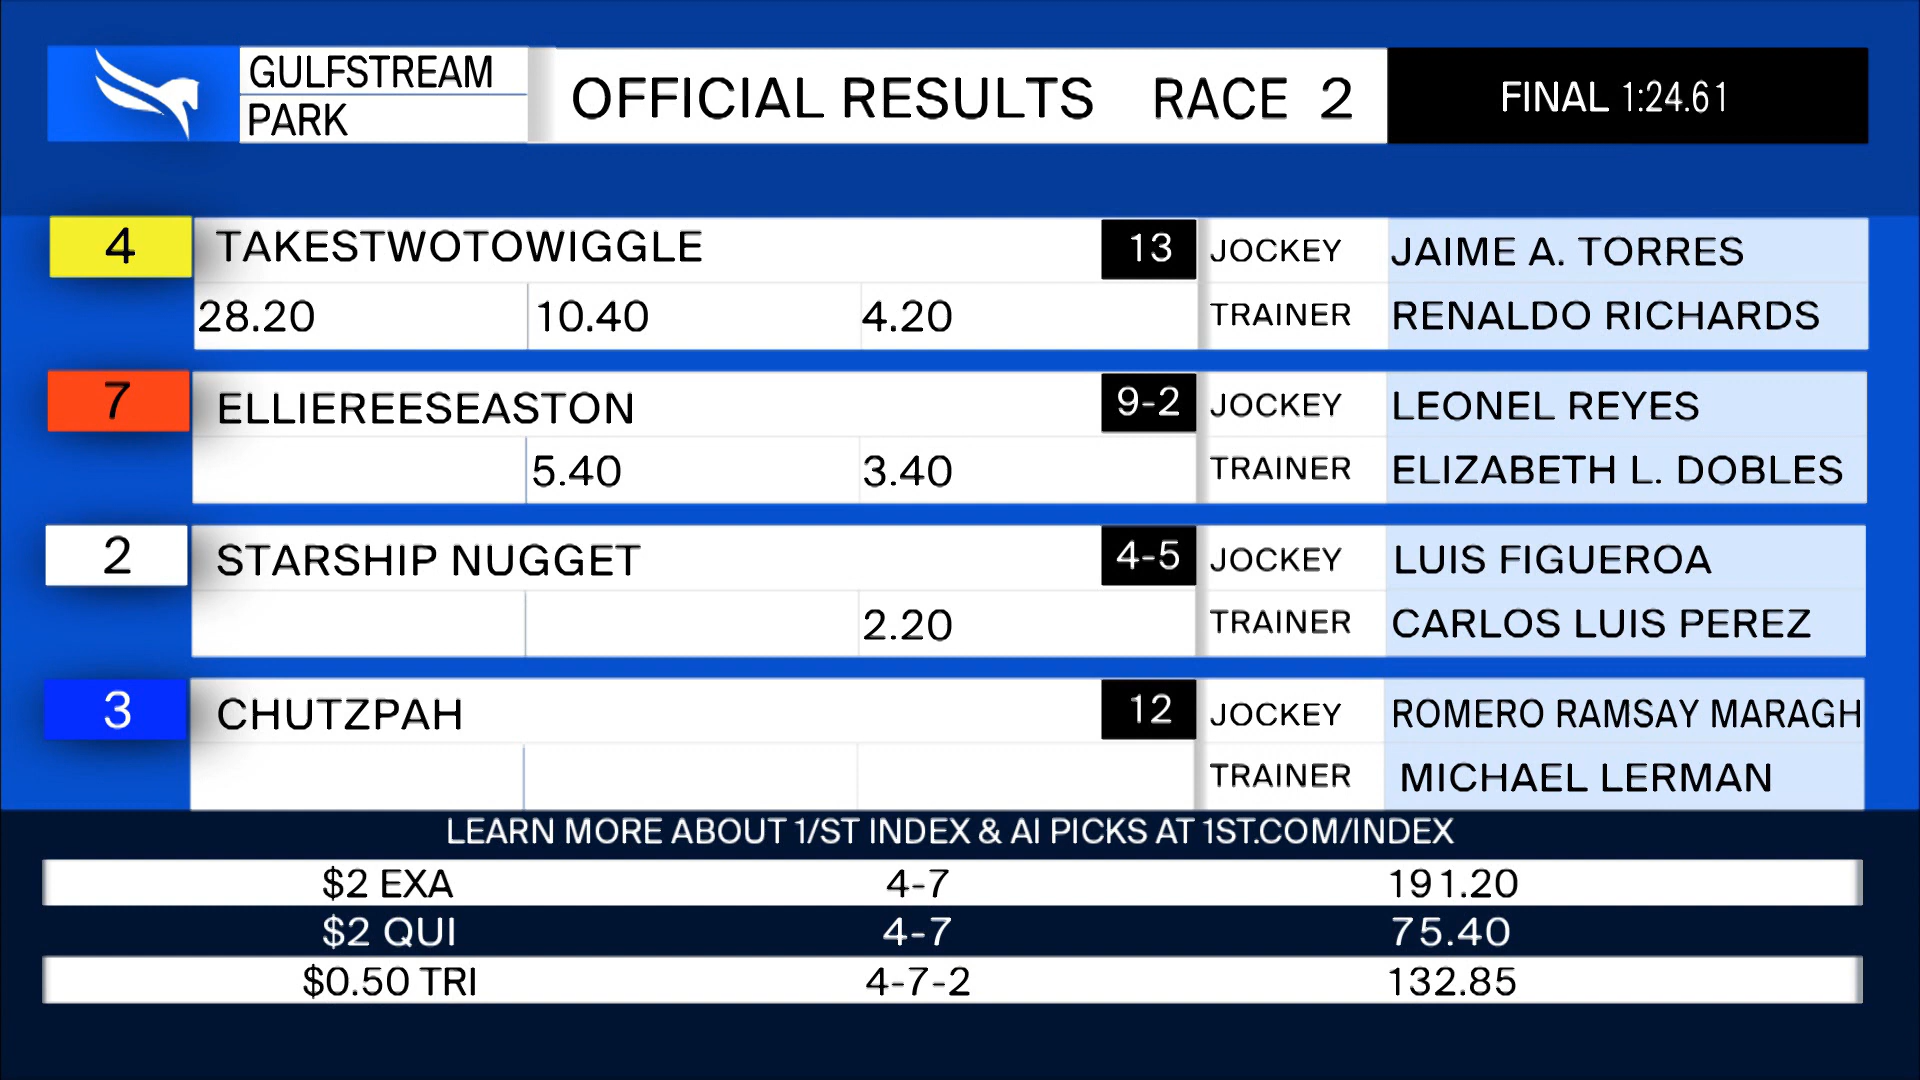 GULFSTREAM
PARK
OFFICIAL RESULTS RACE 2
FINAL 1:24.61
4 TAKESTWOTOWIGGLE 13 JOCKEY JAIME A. TORRES
28.20 10.40 4.20 TRAINER RENALDO RICHARDS
7 ELLIEREESEASTON 9-2 JOCKEY LEONEL REYES
5.40 3.40 TRAINER ELIZABETH L. DOBLES
2 STARSHIP NUGGET 4-5 JOCKEY LUIS FIGUEROA
2.20 TRAINER CARLOS LUIS PEREZ
3 CHUTZPAH 12 JOCKEY ROMERO RAMSAY MARAGH
TRAINER MICHAEL LERMAN
LEARN MORE ABOUT 1/ST INDEX & AI PICKS AT 1ST.COM/INDEX
$2 EXA 4-7 191.20
$2 QUI 4-7 75.40
$0.50 TRI 4-7-2 132.85